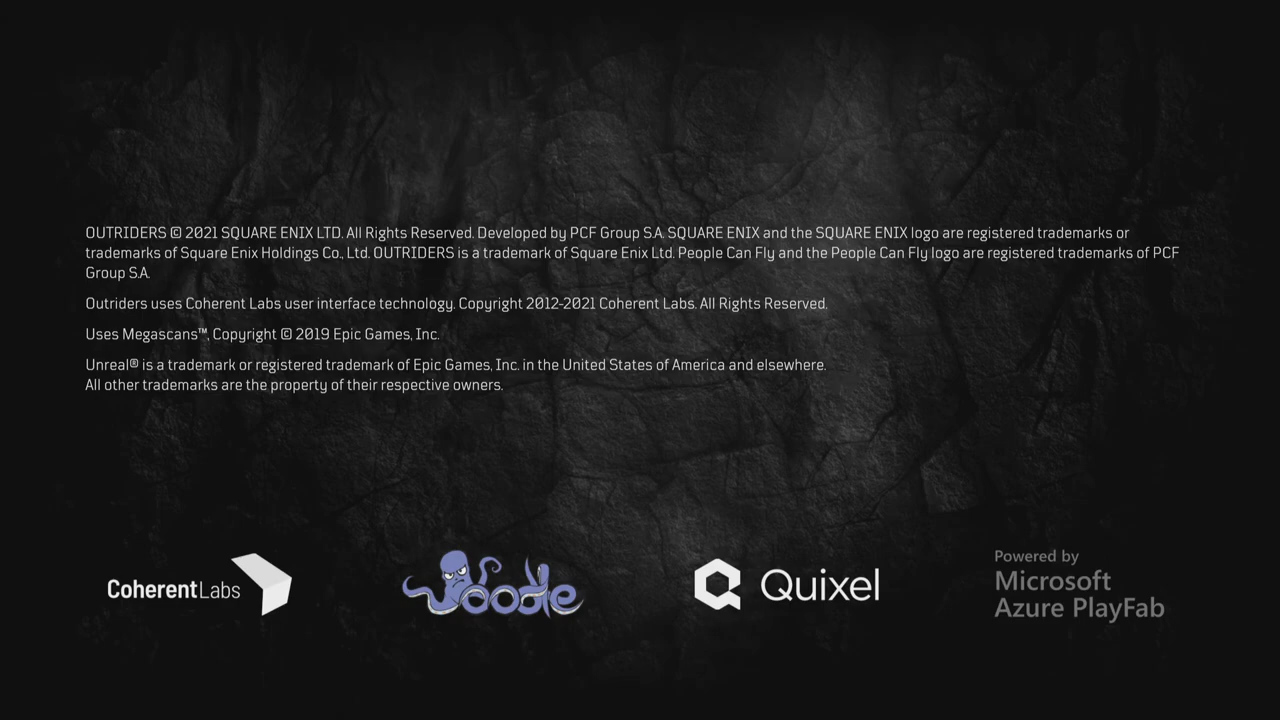 OUTRIDERS © 2021 SQUARE ENIX LTD. All Rights Reserved. Developed by PCF Group S.A. SQUARE ENIX and the SQUARE ENIX logo are registered trademarks or
trademarks of Square Enix Holdings Co., Ltd. OUTRIDERS is a trademark of Square Enix Ltd. People Can Fly and the People Can Fly logo are registered trademarks of PCF
Group S.A.
Outriders uses Coherent Labs user interface technology. Copyright 2012-2021 Coherent Labs. All Rights Reserved.
Uses Megascans™, Copyright © 2019 Epic Games, Inc.
Unreal® is a trademark or registered trademark of Epic Games, Inc. in the United States of America and elsewhere.
All other trademarks are the property of their respective owners.
CoherentLabs
Oodle
Quixel
Powered by
Microsoft
Azure PlayFab